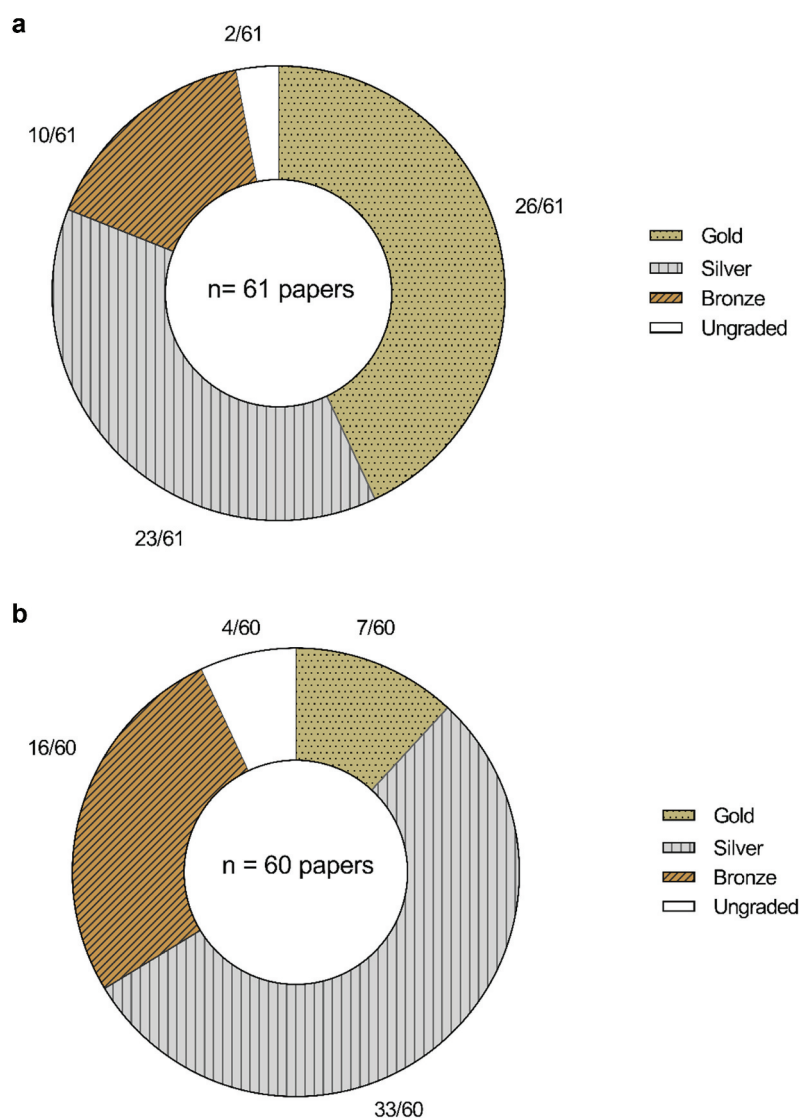 a
2/61
10/61
26/61
n= 61 papers
23/61
Gold
Silver
Bronze
Ungraded
b
4/60
7/60
16/60
n = 60 papers
33/60
Gold
Silver
Bronze
Ungraded